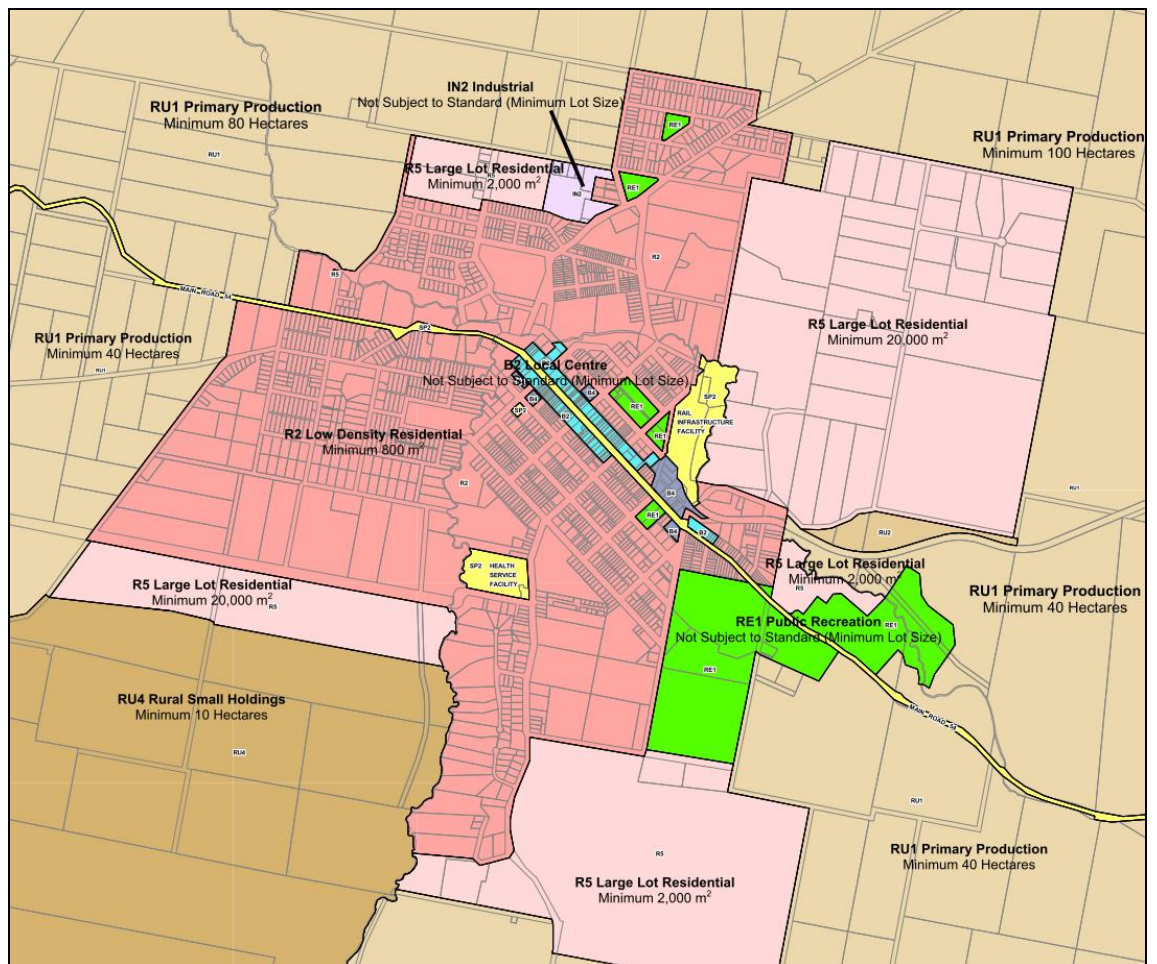 IN2 Industrial
Not Subject to Standard (Minimum Lot Size)
RU1 Primary Production
Minimum 80 Hectares
RU1
RE1
RU1 Primary Production
Minimum 100 Hectares
R5 Large Lot Residential
R5
Minimum 2,000 m²
IN2
RE1
R2
R5
MAIN ROAD 54
SP2
R5 Large Lot Residential
Minimum 20,000 m²
RU1 Primary Production
Minimum 40 Hectares
RU1
B2 Local Centre
Not Subject to Standard (Minimum Lot Size)
B4
B4
SP2
B2
RE1
RE1
SP2
RAIL
INFRASTRUCTURE
FACILITY
R2 Low Density Residential
Minimum 800 m²
R2
B4
RE1
B4
B2
RU1
RU2
SP2
HEALTH
SERVICE
FACILITY
R5 Large Lot Residential
Minimum 2,000 m²
R5
R5 Large Lot Residential
Minimum 20,000 m²
R5
RU1 Primary Production
Minimum 40 Hectares
RE1 Public Recreation
Not Subject to Standard (Minimum Lot Size)
RE1
RE1
RU4 Rural Small Holdings
Minimum 10 Hectares
RU4
MAIN ROAD 54
RU1
RU1 Primary Production
Minimum 40 Hectares
R5
R5 Large Lot Residential
Minimum 2,000 m²